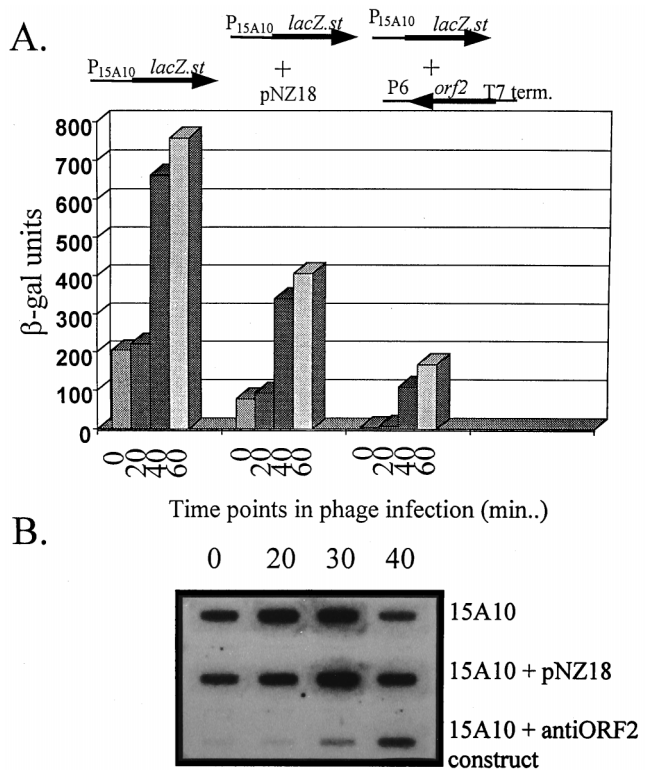 A.
P15A10 lacZ.st
P15A10 lacZ.st
P15A10 lacZ.st
+
pNZ18
+
P6 orf2 T7 term.
β-gal units
800
700
600
500
400
300
200
100
0
0 20 40 60
0 20 40 60
0 20 40 60
Time points in phage infection (min..)
B.
0 20 30 40
15A10
15A10 + pNZ18
15A10 + antiORF2
construct